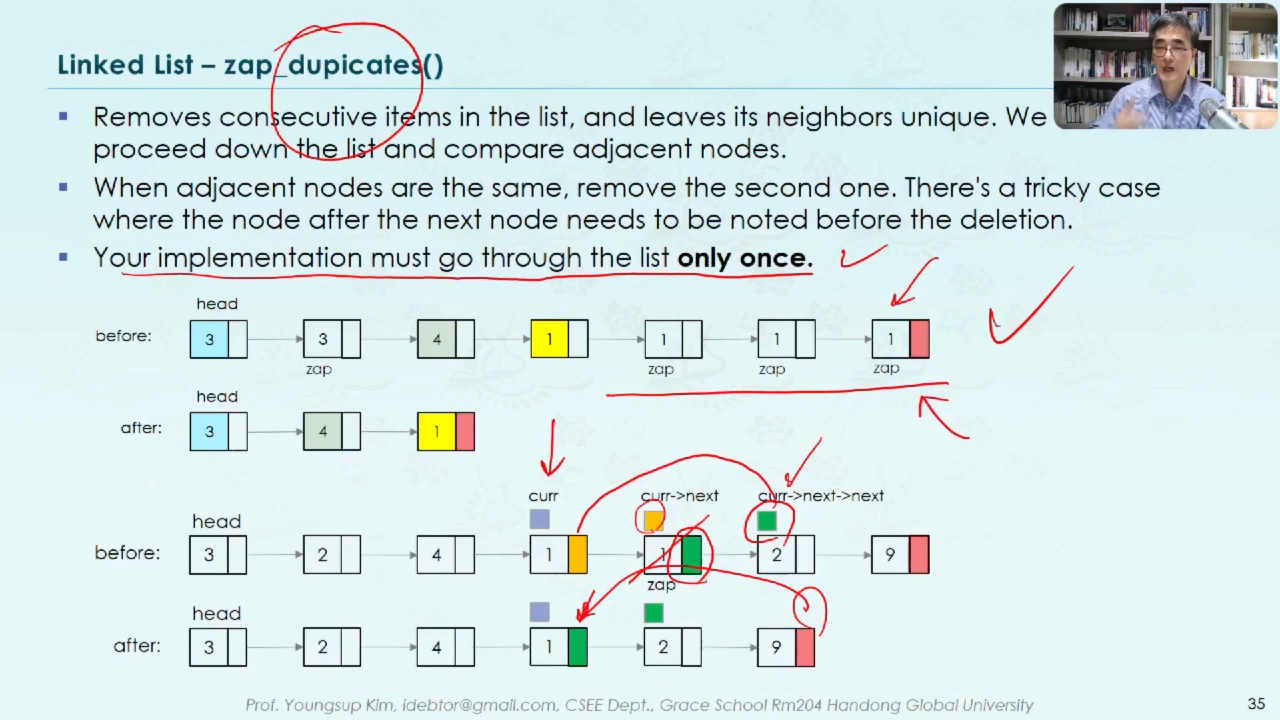 Linked List – zap_dupicates()
Removes consecutive items in the list, and leaves its neighbors unique. We
proceed down the list and compare adjacent nodes.
When adjacent nodes are the same, remove the second one. There's a tricky case
where the node after the next node needs to be noted before the deletion.
Your implementation must go through the list only once.
head
before: 3 3 4 1 1 1 1
zap zap zap zap
head
after: 3 4 1
curr curr->next curr->next->next
head
before: 3 2 4 1 1 2 9
zap
head
after: 3 2 4 1 2 9
Prof. Youngsup Kim, idebtor@gmail.com, CSEE Dept., Grace School Rm204 Handong Global University
35